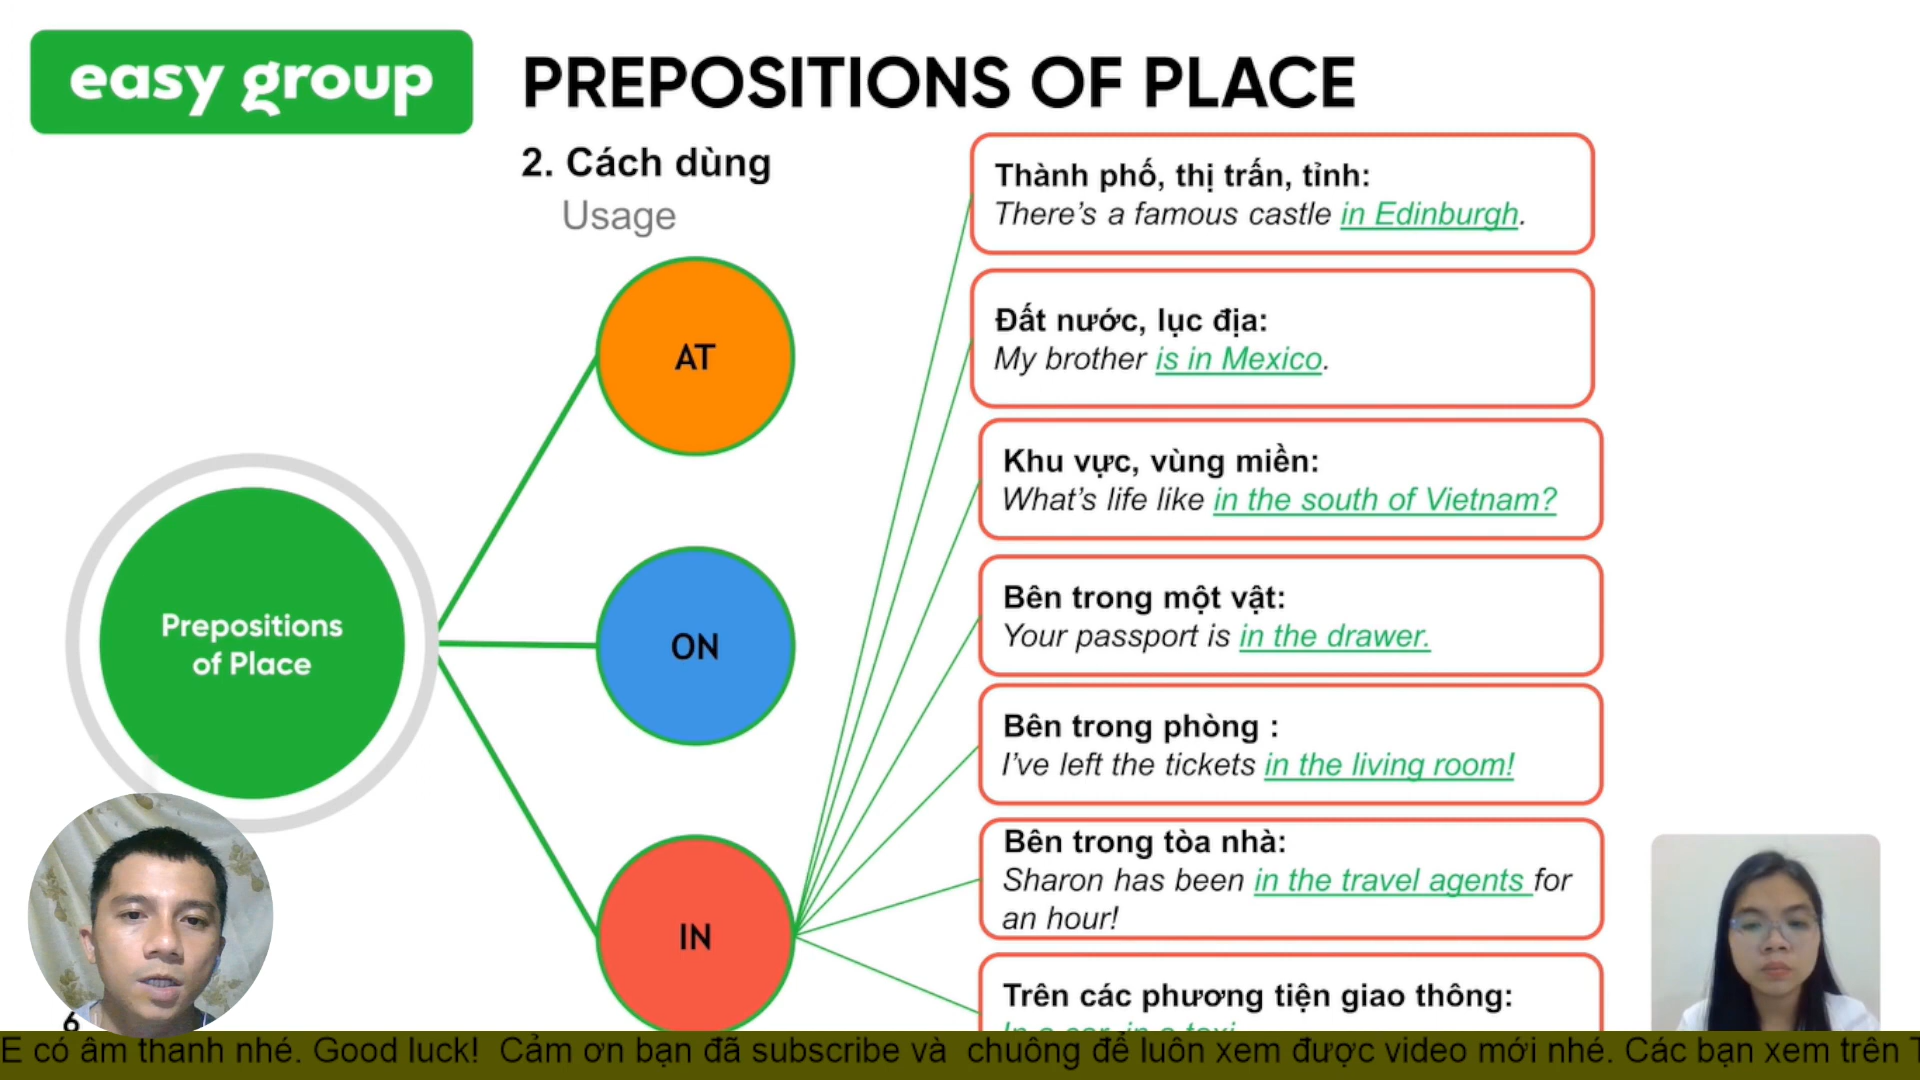 easy group
PREPOSITIONS OF PLACE
2. Cách dùng
Usage
AT
ON
IN
Prepositions
of Place
Thành phố, thị trấn, tỉnh:
There's a famous castle in Edinburgh.
Đất nước, lục địa:
My brother is in Mexico.
Khu vực, vùng miền:
What's life like in the south of Vietnam?
Bên trong một vật:
Your passport is in the drawer.
Bên trong phòng :
I've left the tickets in the living room!
Bên trong tòa nhà:
Sharon has been in the travel agents for
an hour!
Trên các phương tiện giao thông:
In a car, in a taxi
6
E có âm thanh nhé. Good luck! Cảm ơn bạn đã subscribe và chuông để luôn xem được video mới nhé. Các bạn xem trên T